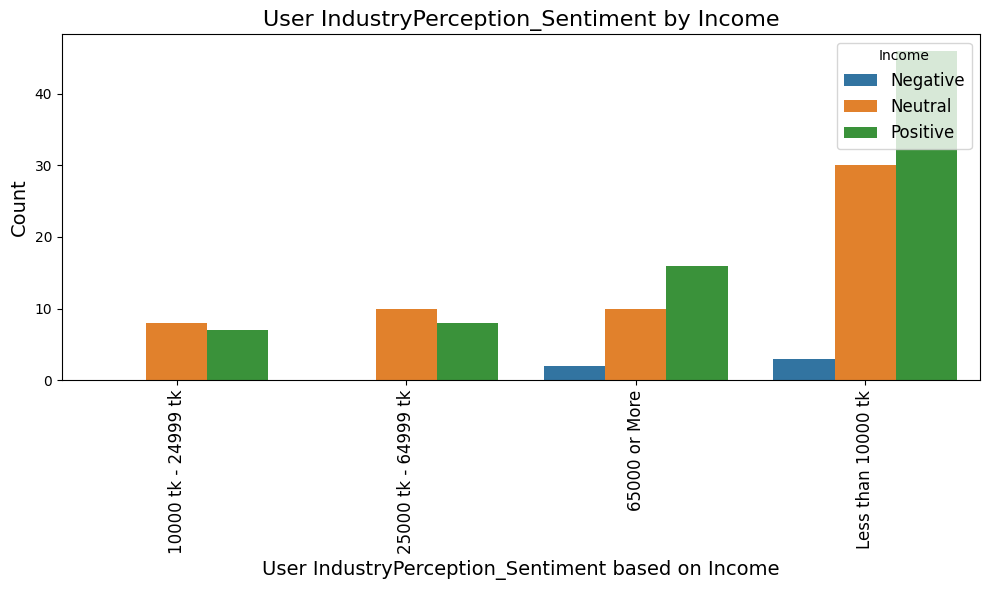 User IndustryPerception_Sentiment by Income
Income
Negative
Neutral
Positive
Count
40
30
20
10
0
10000 tk - 24999 tk
25000 tk - 64999 tk
65000 or More
Less than 10000 tk
User IndustryPerception_Sentiment based on Income